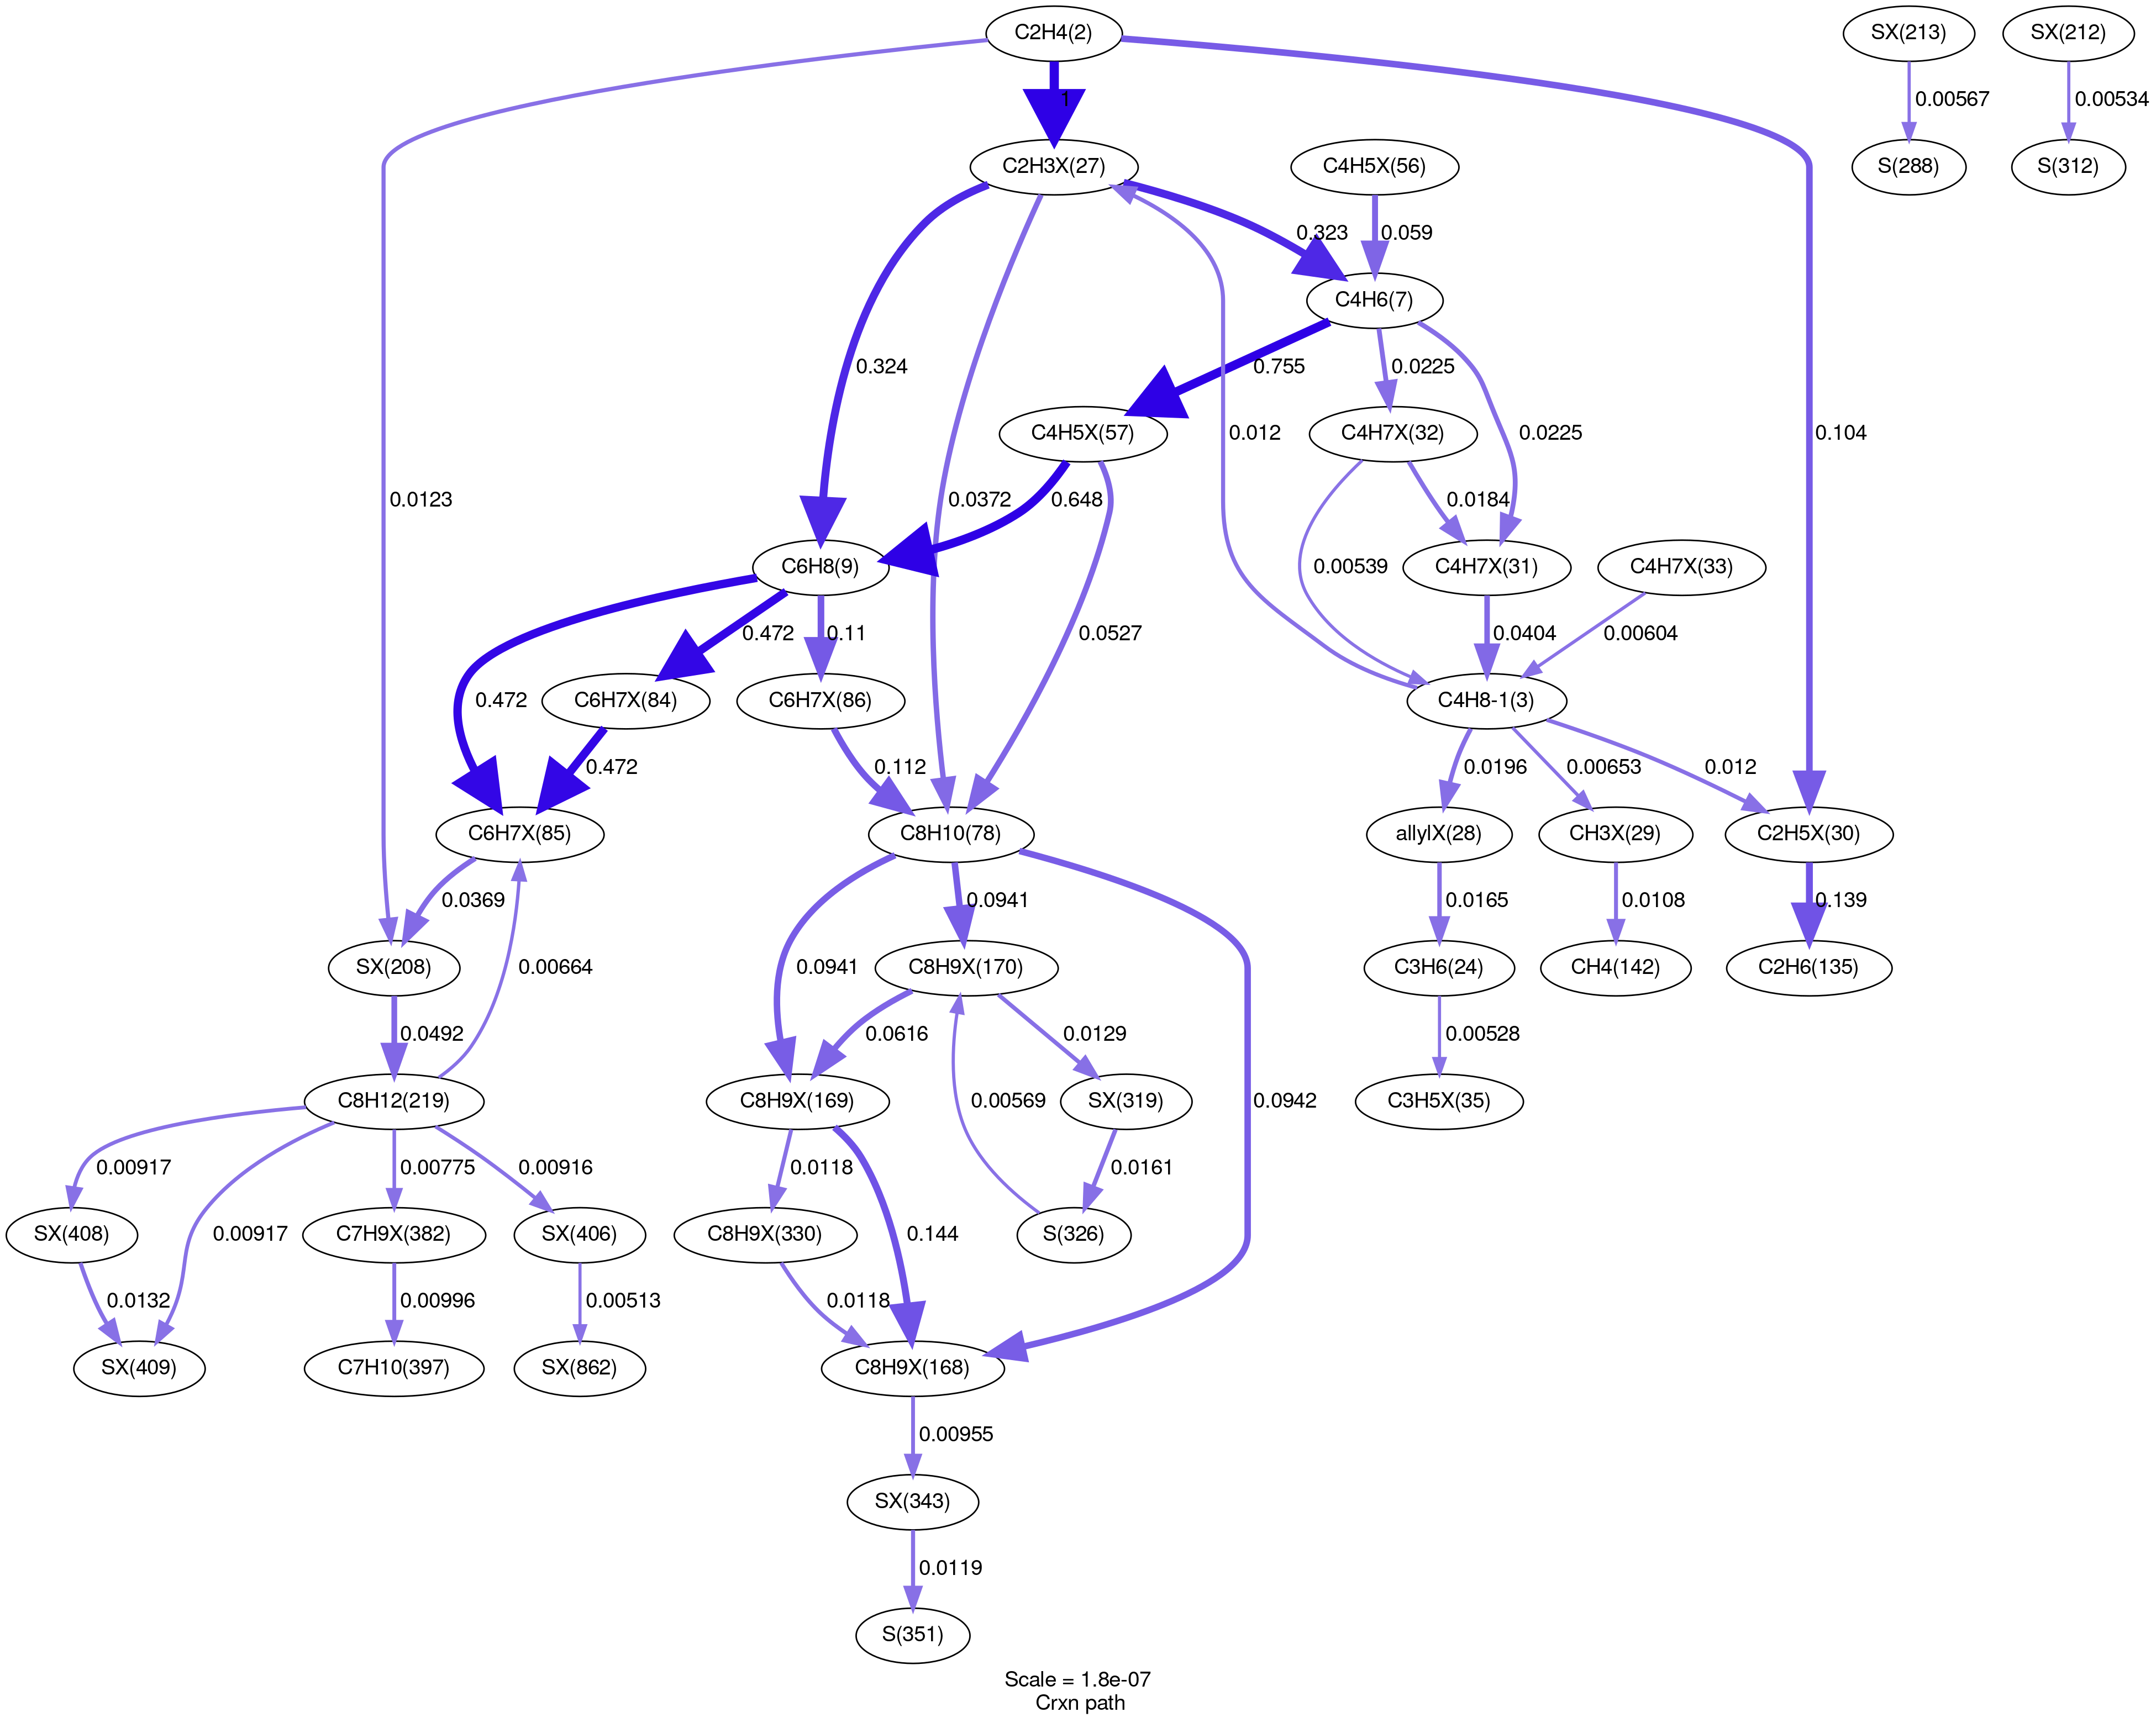 C2H4(2)
SX(213)
SX(212)
1
0.00567
0.00534
C2H3X(27)
C4H5X(56)
S(288)
S(312)
0.323
0.059
C4H6(7)
0.324
0.755
0.0225
0.0225
C4H5X(57)
C4H7X(32)
0.012
0.104
0.0123
0.0372
0.648
0.00539
0.0184
C6H8(9)
C4H7X(31)
C4H7X(33)
0.472
0.472
0.11
0.0527
0.0404
0.00604
C6H7X(84)
C6H7X(86)
C4H8-1(3)
0.472
0.112
0.0196
0.00653
0.012
C6H7X(85)
C8H10(78)
allylX(28)
CH3X(29)
C2H5X(30)
0.0369
0.0941
0.0165
0.0108
0.139
SX(208)
0.00664
0.0941
C8H9X(170)
C3H6(24)
CH4(142)
C2H6(135)
0.0492
0.0616
0.0129
0.00528
C8H12(219)
C8H9X(169)
0.00569
SX(319)
0.0942
C3H5X(35)
0.00917
0.00917
0.00775
0.00916
0.0118
0.144
0.0161
SX(408)
C7H9X(382)
SX(406)
C8H9X(330)
S(326)
0.0132
0.00996
0.00513
0.0118
SX(409)
C7H10(397)
SX(862)
C8H9X(168)
0.00955
SX(343)
0.0119
S(351)
Scale = 1.8e-07
Crxn path